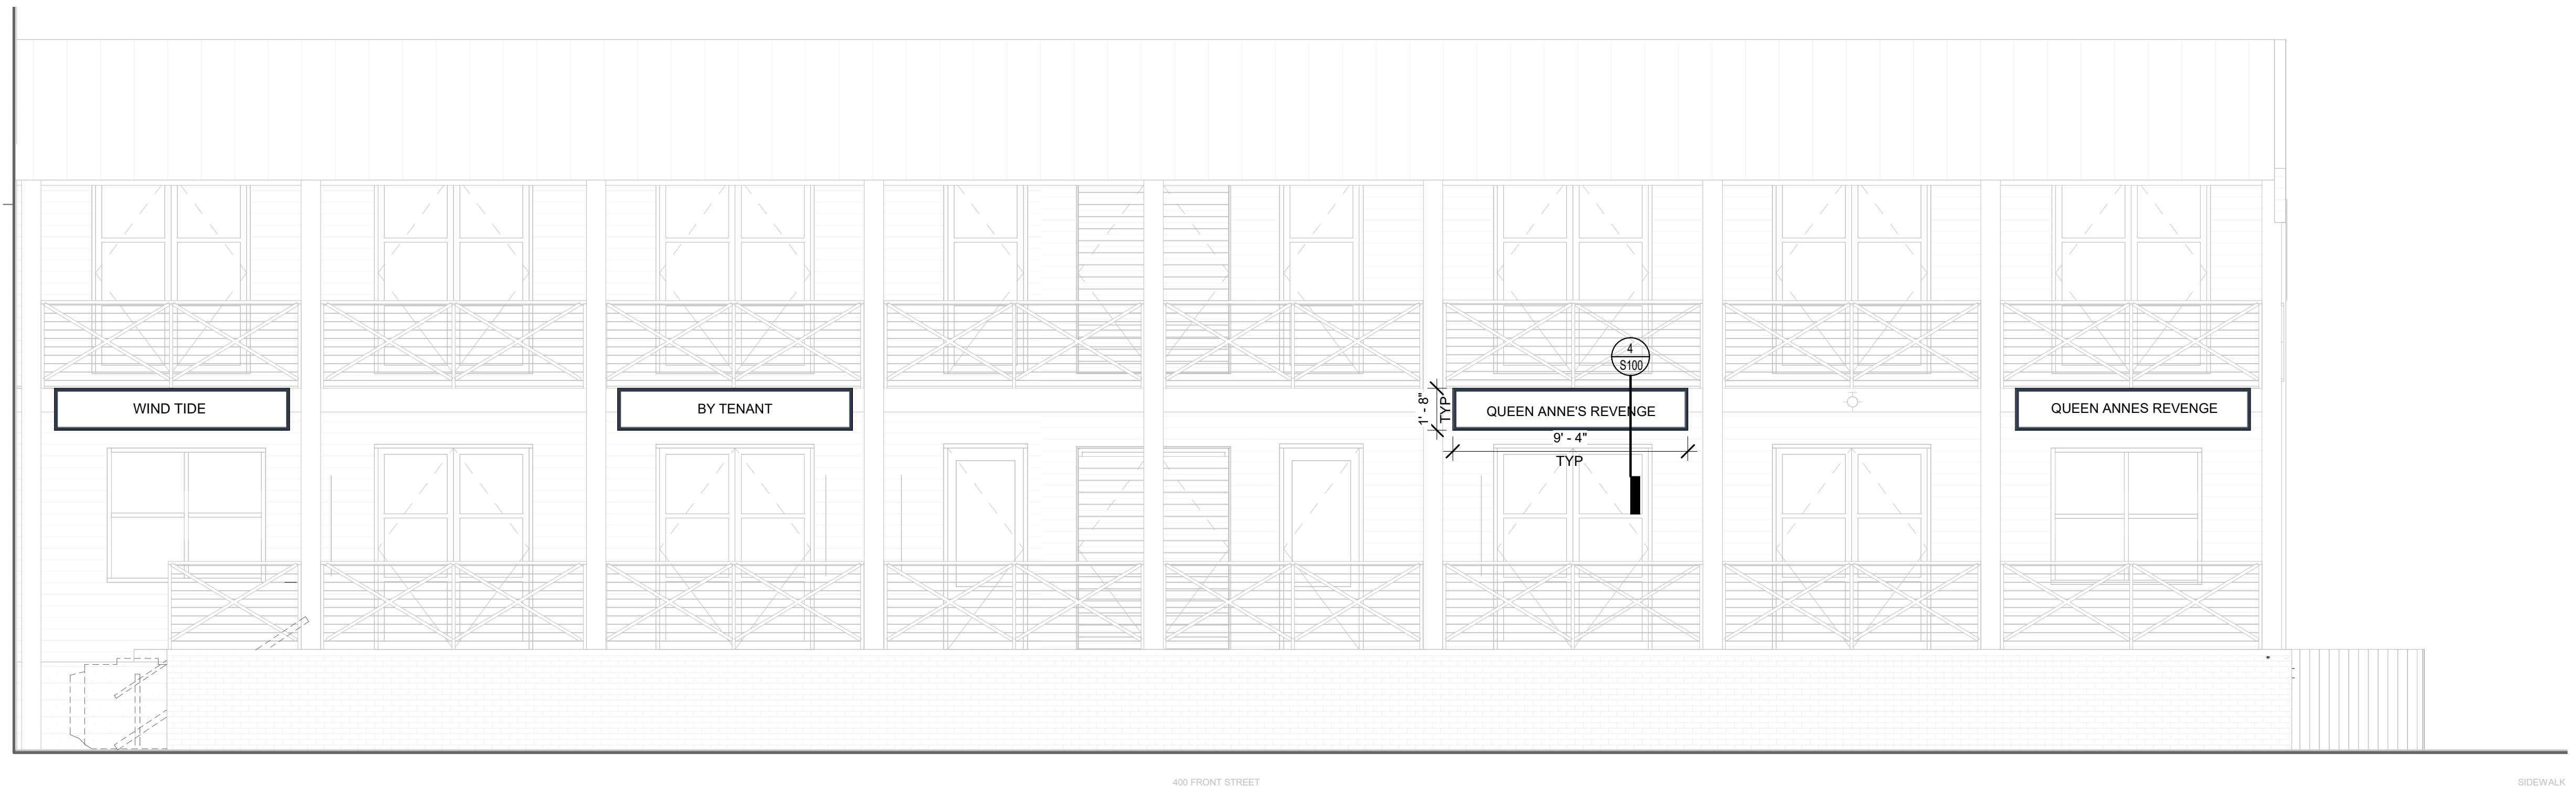 4
S100
WIND TIDE
BY TENANT
1' - 8"
TYP
QUEEN ANNE'S REVENGE
QUEEN ANNES REVENGE
9' - 4"
TYP
400 FRONT STREET
SIDEWALK